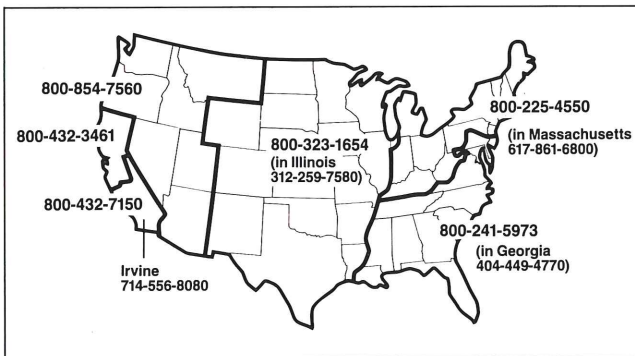 800-854-7560
800-432-3461
800-432-7150
Irvine
714-556-8080
800-323-1654
(in Illinois
312-259-7580)
800-225-4550
(in Massachusetts
617-861-6800)
800-241-5973
(in Georgia
404-449-4770)